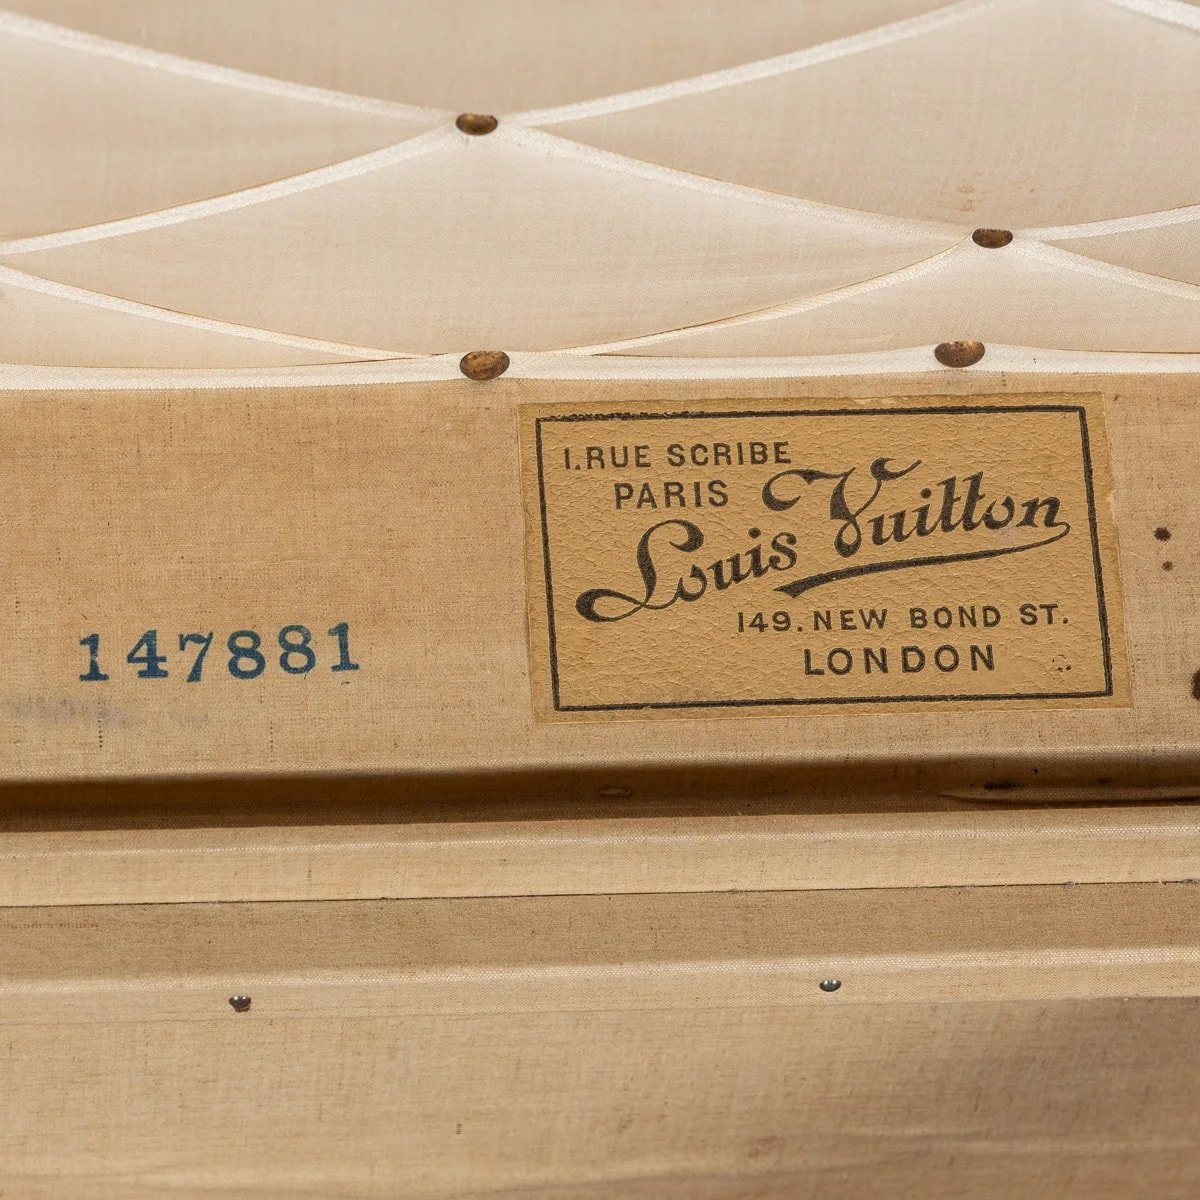 1. RUE SCRIBE
PARIS
Louis Vuitton
149. NEW BOND ST.
LONDON
147881